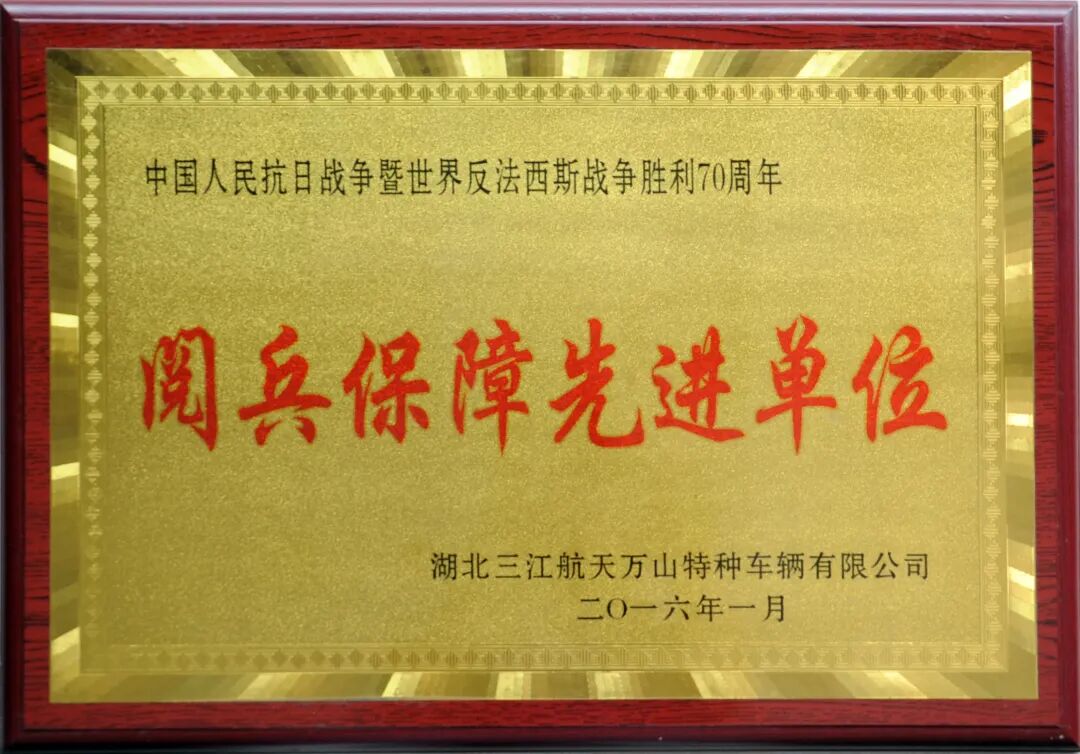 中国人民抗日战争暨世界反法西斯战争胜利70周年
阅兵保障先进单位
湖北三江航天万山特种车辆有限公司
二〇一六年一月